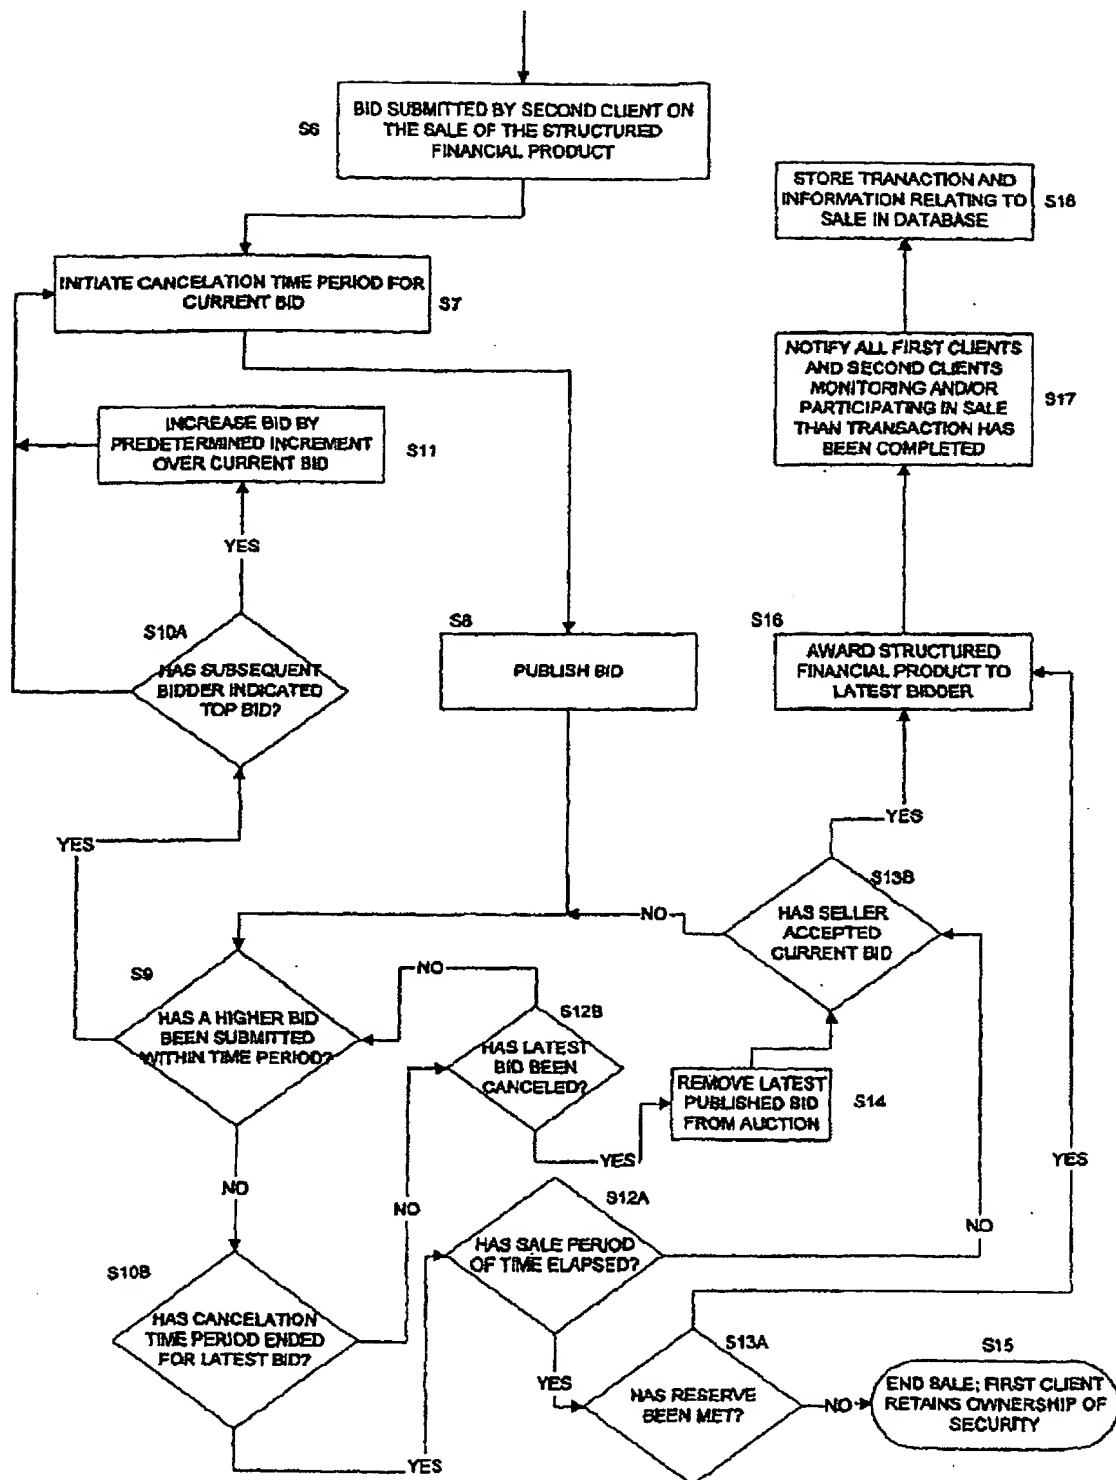 S6
BID SUBMITTED BY SECOND CLIENT ON
THE SALE OF THE STRUCTURED
FINANCIAL PRODUCT
STORE TRANACTION AND
INFORMATION RELATING TO
SALE IN DATABASE
S18
INITIATE CANCELATION TIME PERIOD FOR
CURRENT BID
S7
NOTIFY ALL FIRST CLIENTS
AND SECOND CLIENTS
MONITORING AND/OR
PARTICIPATING IN SALE
THAN TRANSACTION HAS
BEEN COMPLETED
S17
INCREASE BID BY
PREDETERMINED INCREMENT
OVER CURRENT BID
S11
YES
S10A
HAS SUBSEQUENT
BIDDER INDICATED
TOP BID?
S8
PUBLISH BID
S16
AWARD STRUCTURED
FINANCIAL PRODUCT TO
LATEST BIDDER
YES
YES
S13B
HAS SELLER
ACCEPTED
CURRENT BID
NO
S9
HAS A HIGHER BID
BEEN SUBMITTED
WITHIN TIME PERIOD?
NO
S12B
HAS LATEST
BID BEEN
CANCELED?
REMOVE LATEST
PUBLISHED BID
FROM AUCTION
S14
YES
YES
NO
NO
S12A
HAS SALE PERIOD
OF TIME ELAPSED?
NO
S10B
HAS CANCELATION
TIME PERIOD ENDED
FOR LATEST BID?
YES
S13A
HAS RESERVE
BEEN MET?
NO
S15
END SALE; FIRST CLIENT
RETAINS OWNERSHIP OF
SECURITY
YES